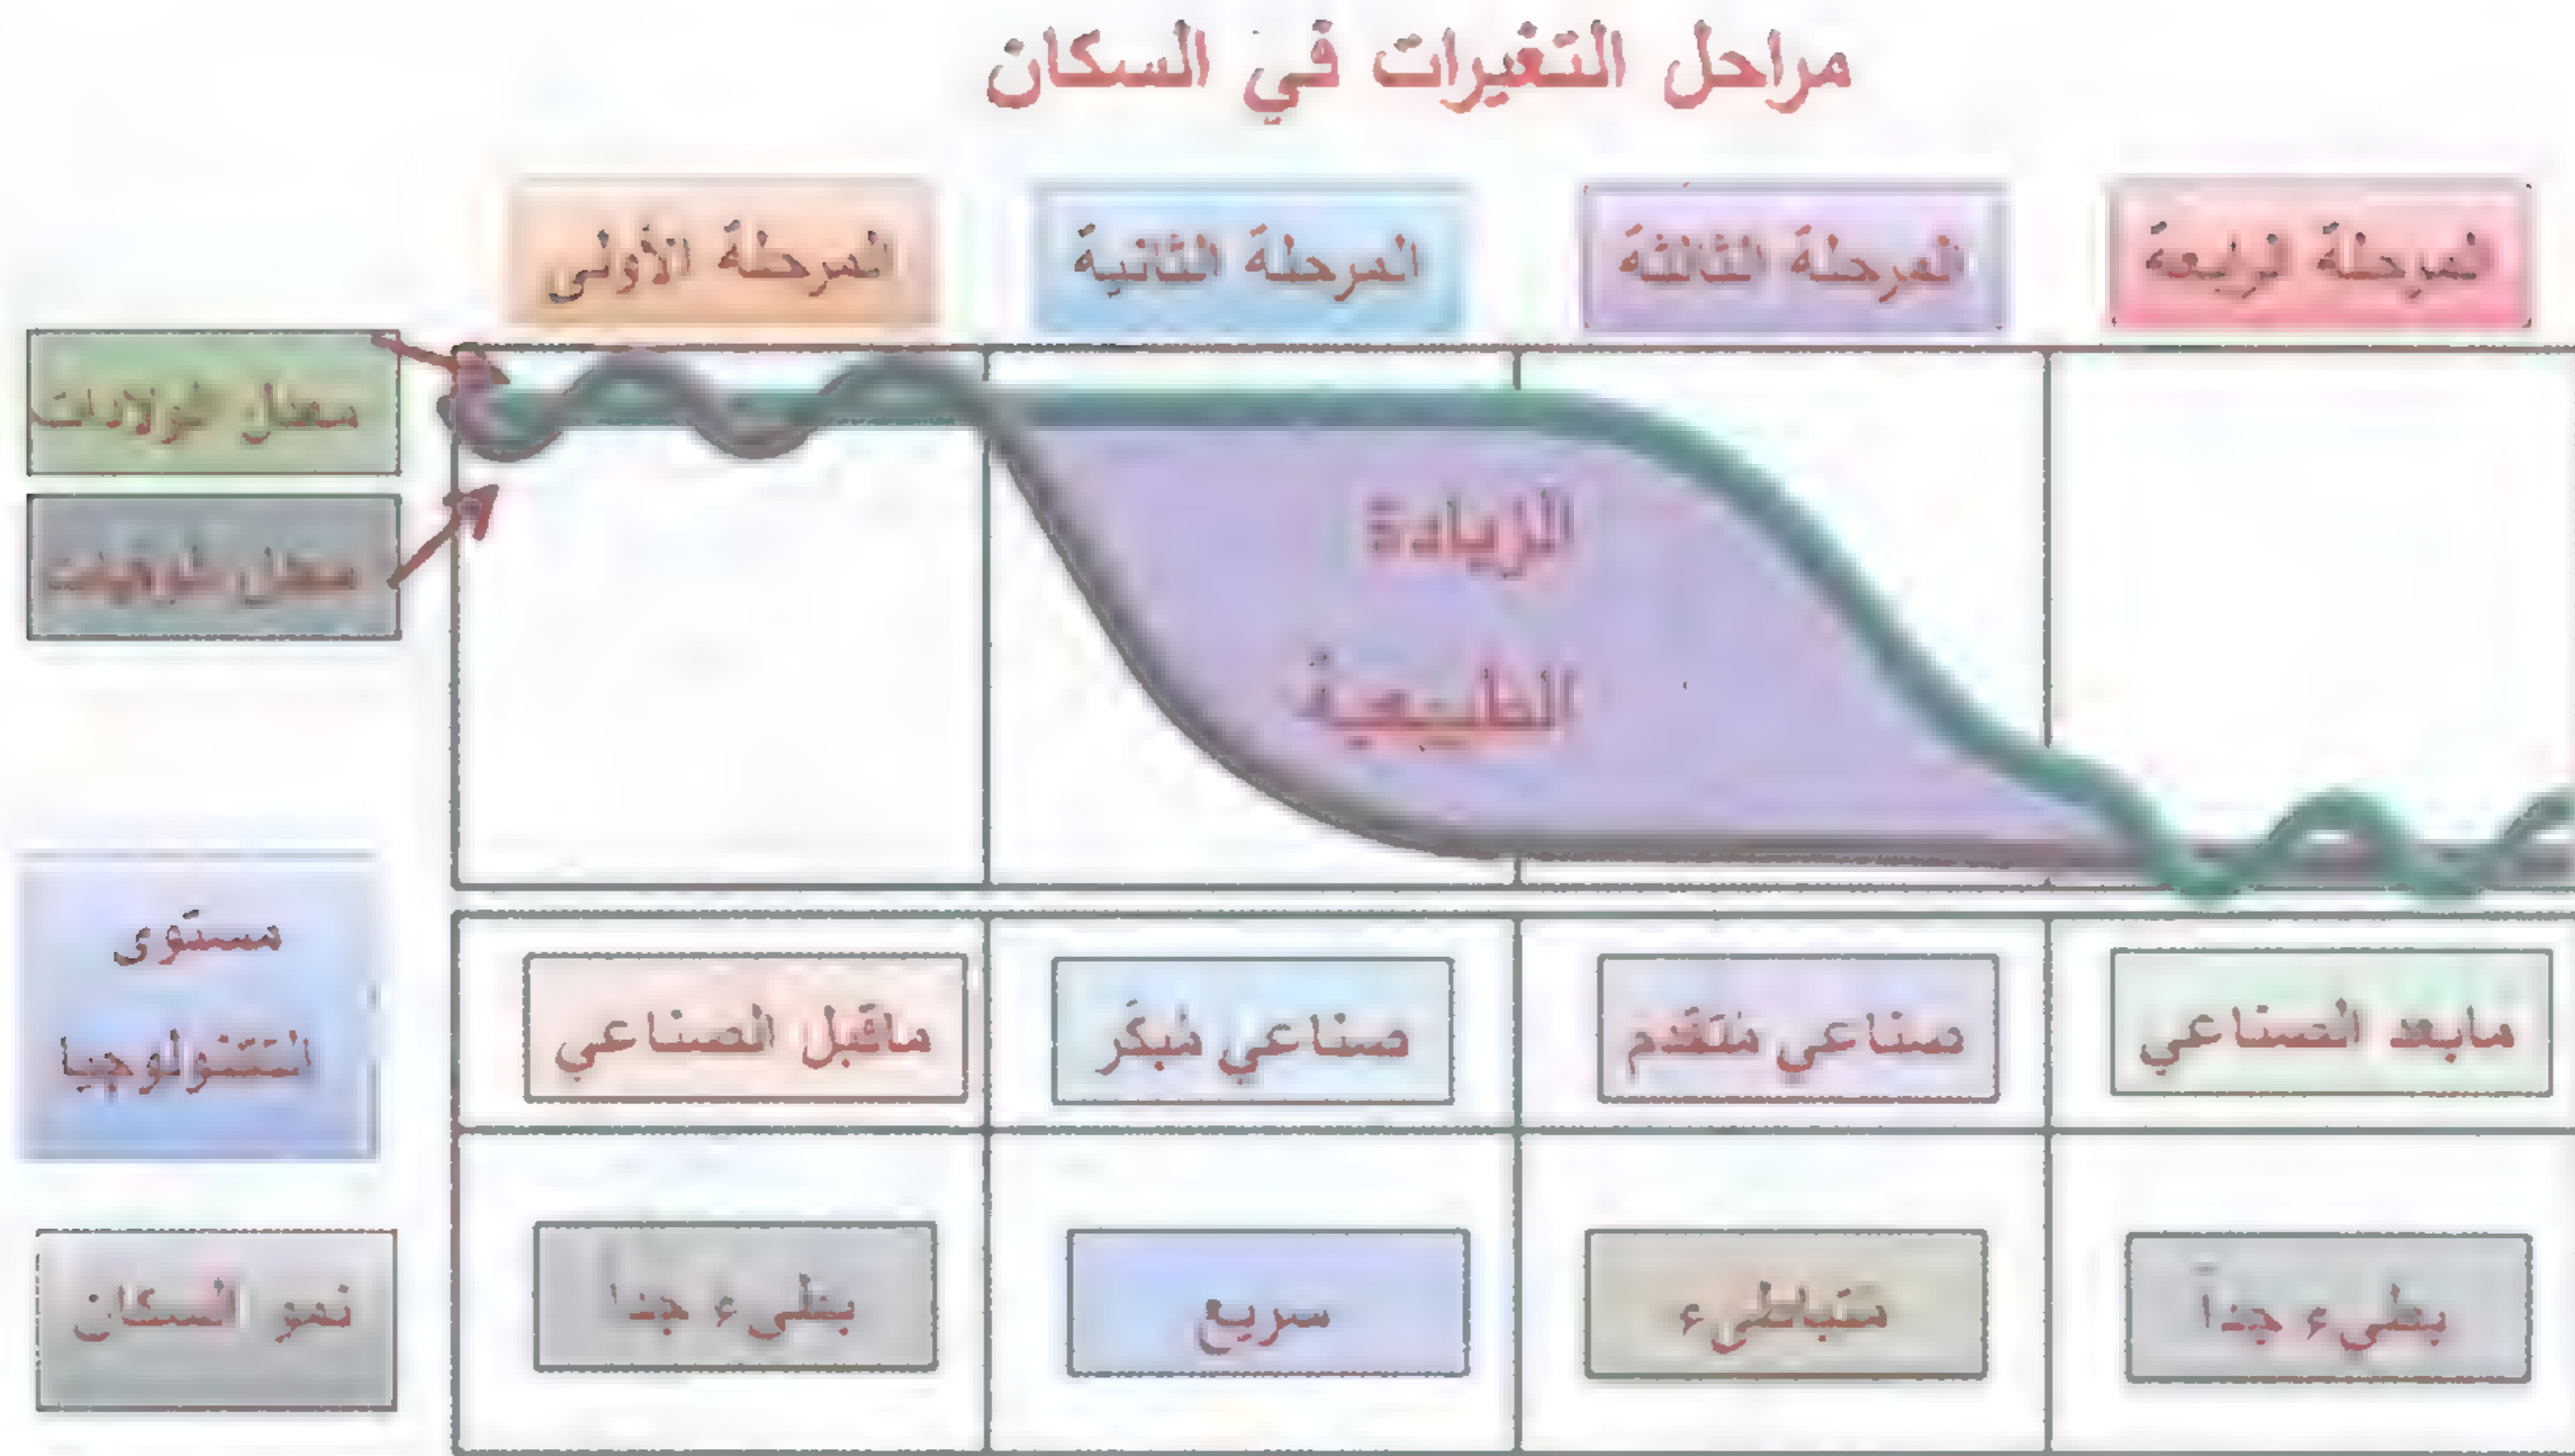 مراحل التغيرات في السكان
المرحلة الأولى
المرحلة الثانية
المرحلة الثالثة
المرحلة الرابعة
معدل الولادات
معدل الوفيات
الزيادة
الطبيعية
مستوى
التتنولوجيا
ماقبل الصناعي
صناعي مبكر
صناعي متقدم
مابعد الصناعي
نمو السكان
بطيء جدا
سريع
متباطيء
بطيء جداً